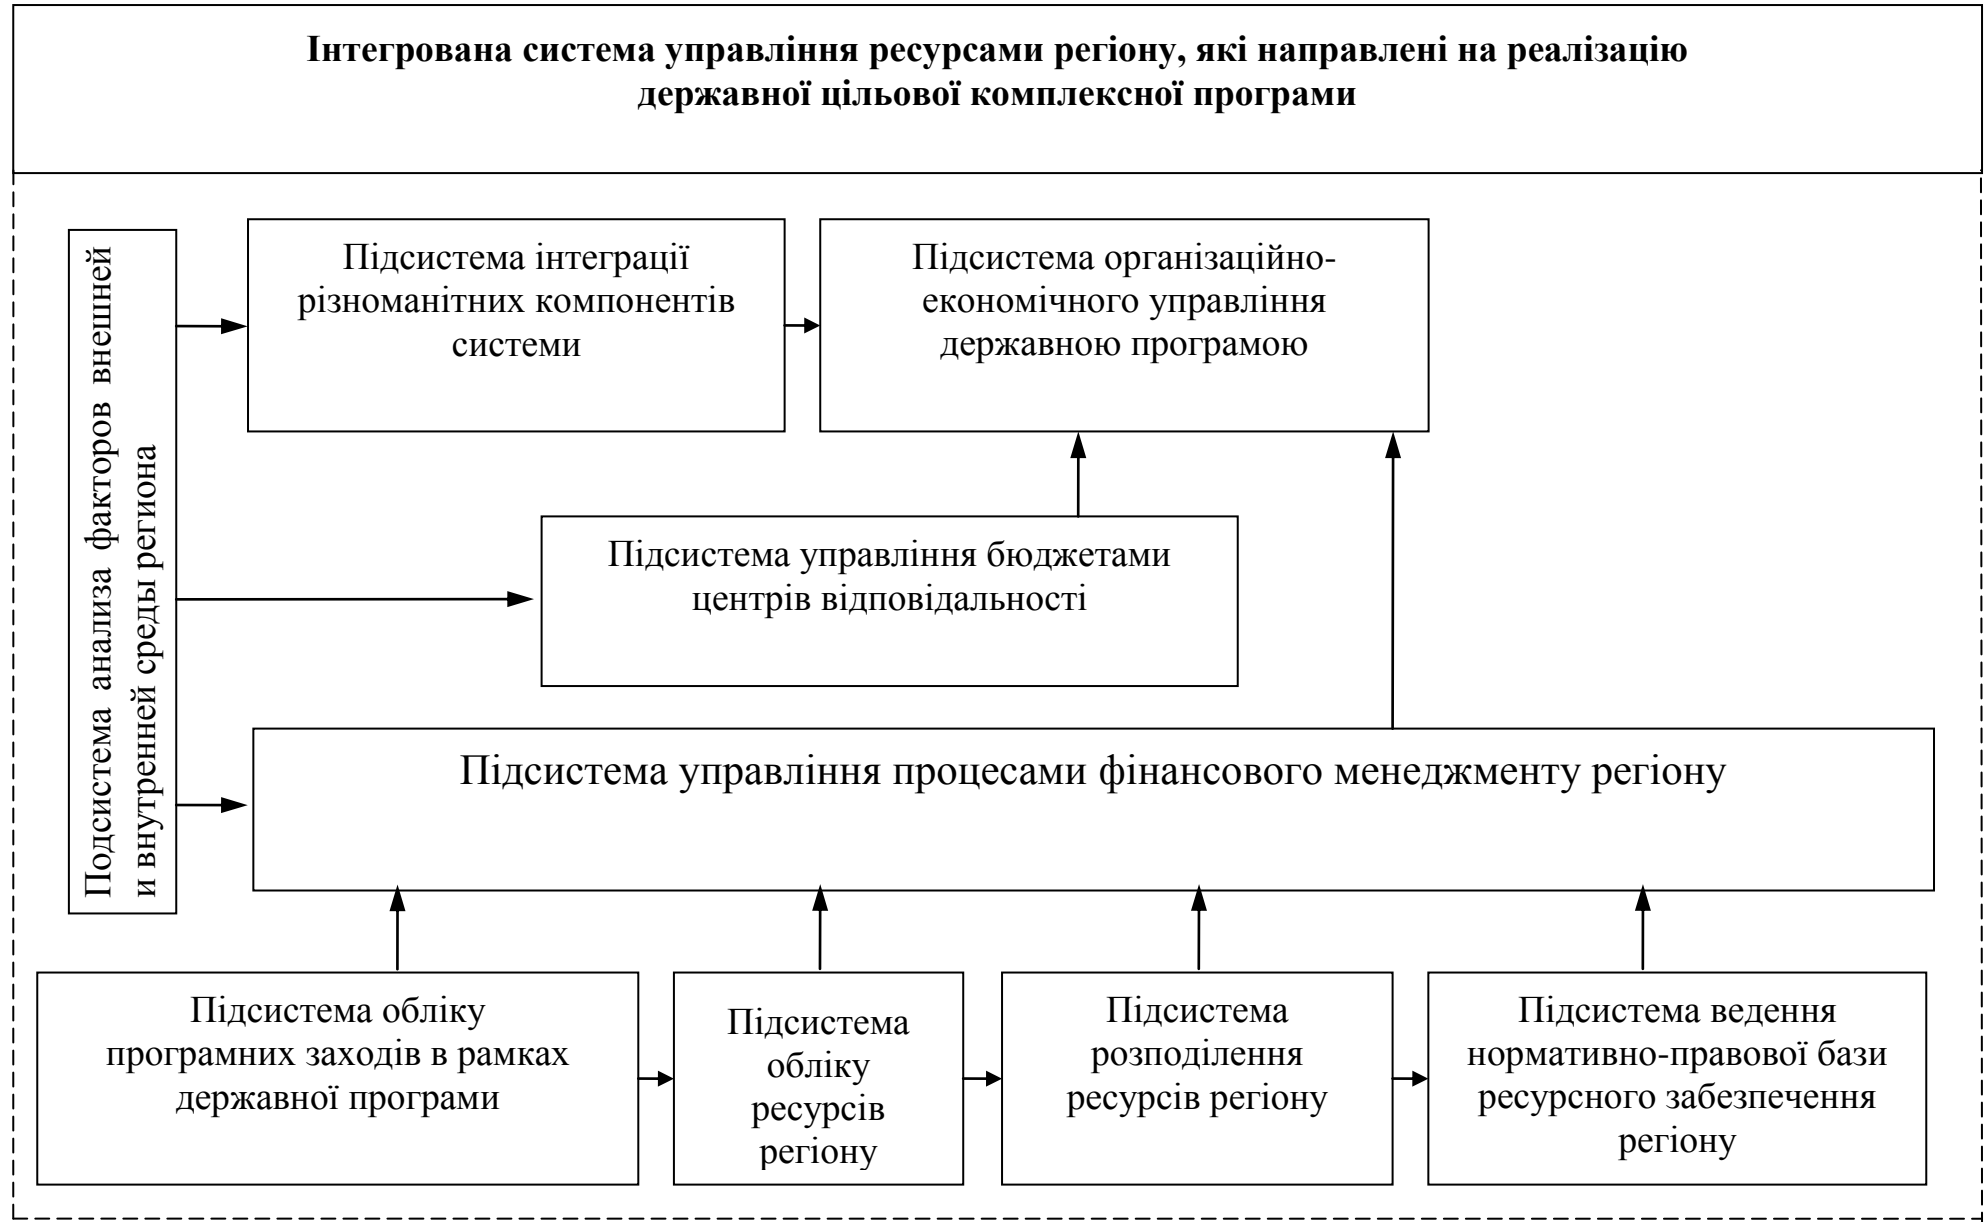 Інтегрована система управління ресурсами регіону, які направлені на реалізацію
державної цільової комплексної програми
Подсистема анализа факторов внешней
и внутренней среды региона
Підсистема інтеграції
різноманітних компонентів
системи
Підсистема організаційно-
економічного управління
державною програмою
Підсистема управління бюджетами
центрів відповідальності
Підсистема управління процесами фінансового менеджменту регіону
Підсистема обліку
програмних заходів в рамках
державної програми
Підсистема
обліку
ресурсів
регіону
Підсистема
розподілення
ресурсів регіону
Підсистема ведення
нормативно-правової бази
ресурсного забезпечення
регіону